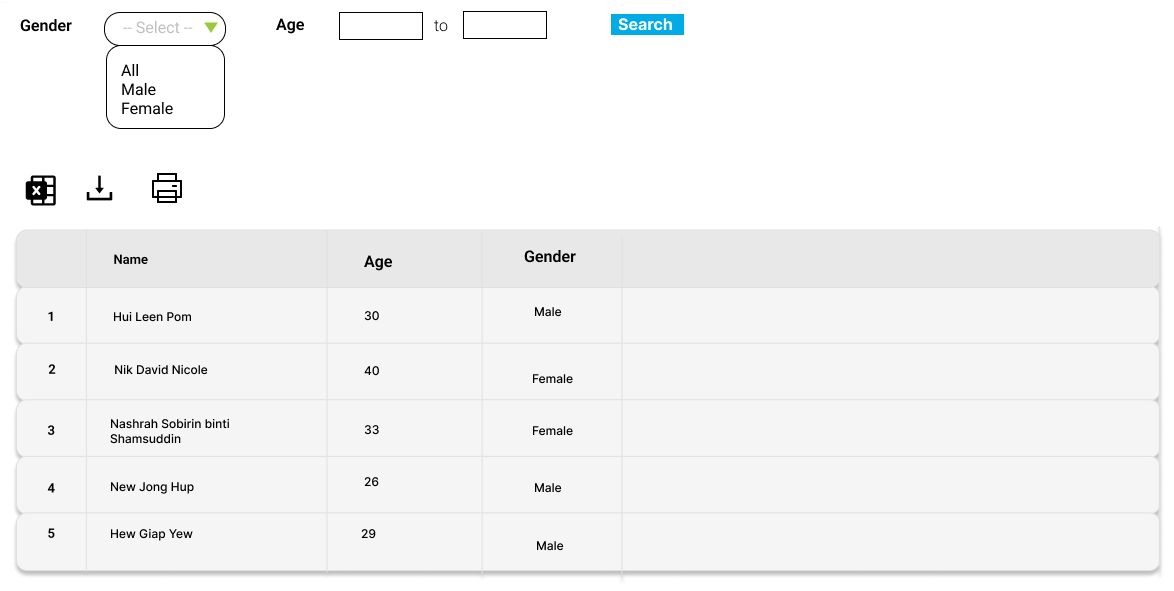 Gender -- Select -- Age to Search
All
Male
Female
X
Name Age Gender
1 Hui Leen Pom 30 Male
2 Nik David Nicole 40 Female
3 Nashrah Sobirin binti 33 Female
Shamsuddin
4 New Jong Hup 26 Male
5 Hew Giap Yew 29 Male